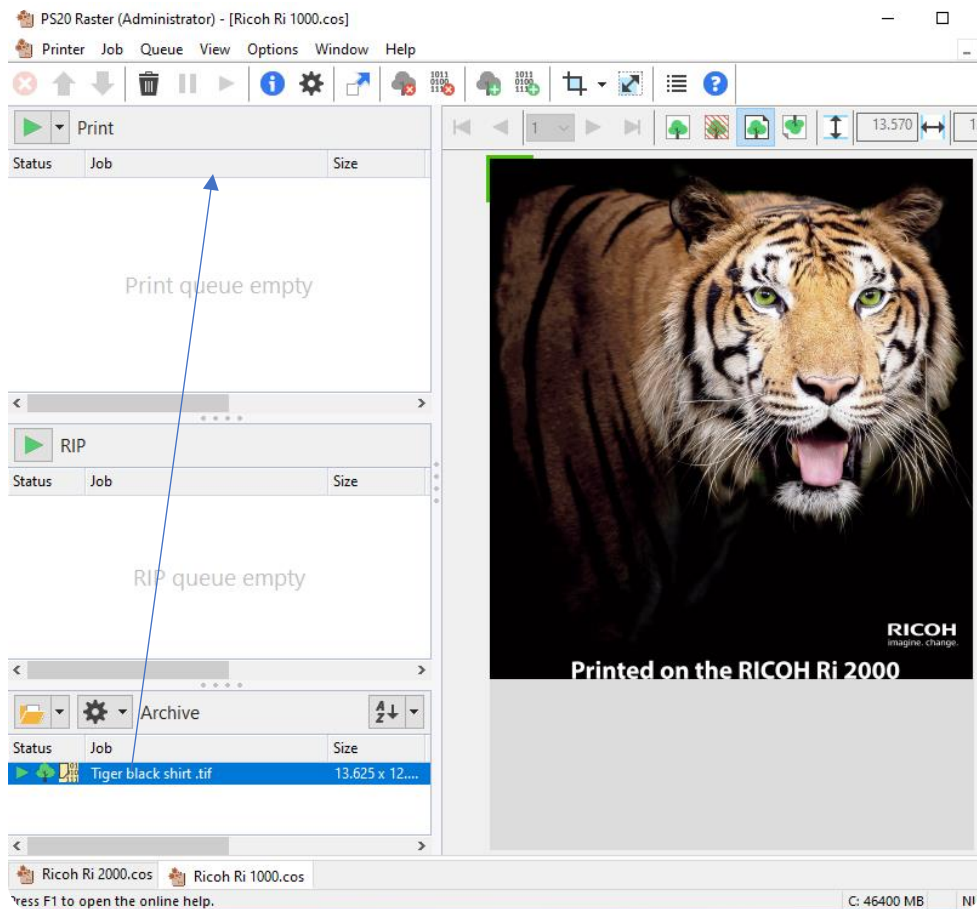 PS20 Raster (Administrator) - [Ricoh Ri 1000.cos]
Printer Job Queue View Options Window Help
Print
1
13.570
Status Job Size
Print queue empty
RIP
Status Job Size
RIP queue empty
RICOH
imagine. change.
Printed on the RICOH Ri 2000
Archive
Status Job Size
Tiger black shirt .tif 13.625 x 12....
Ricoh Ri 2000.cos Ricoh Ri 1000.cos
Press F1 to open the online help. C: 46400 MB